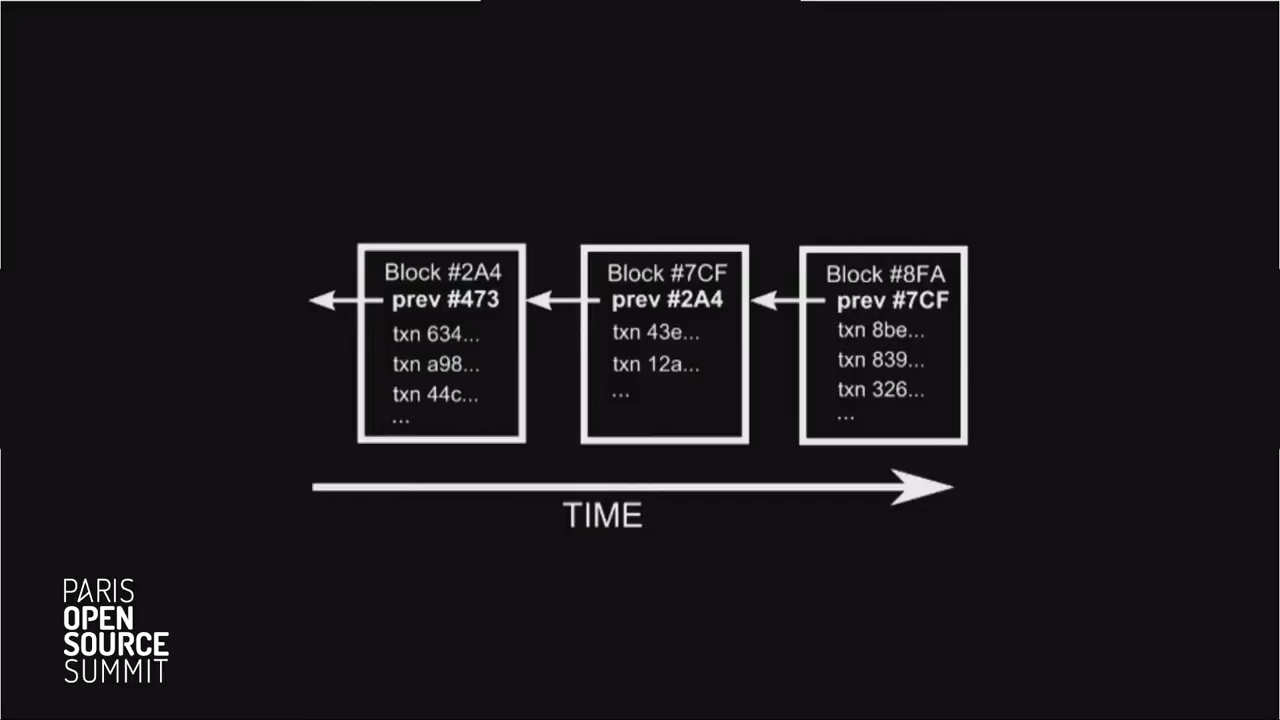 Block #2A4
prev #473
txn 634...
txn a98...
txn 44c...
...
Block #7CF
prev #2A4
txn 43e...
txn 12a...
...
Block #8FA
prev #7CF
txn 8be...
txn 839...
txn 326...
...
TIME
PARIS
OPEN
SOURCE
SUMMIT